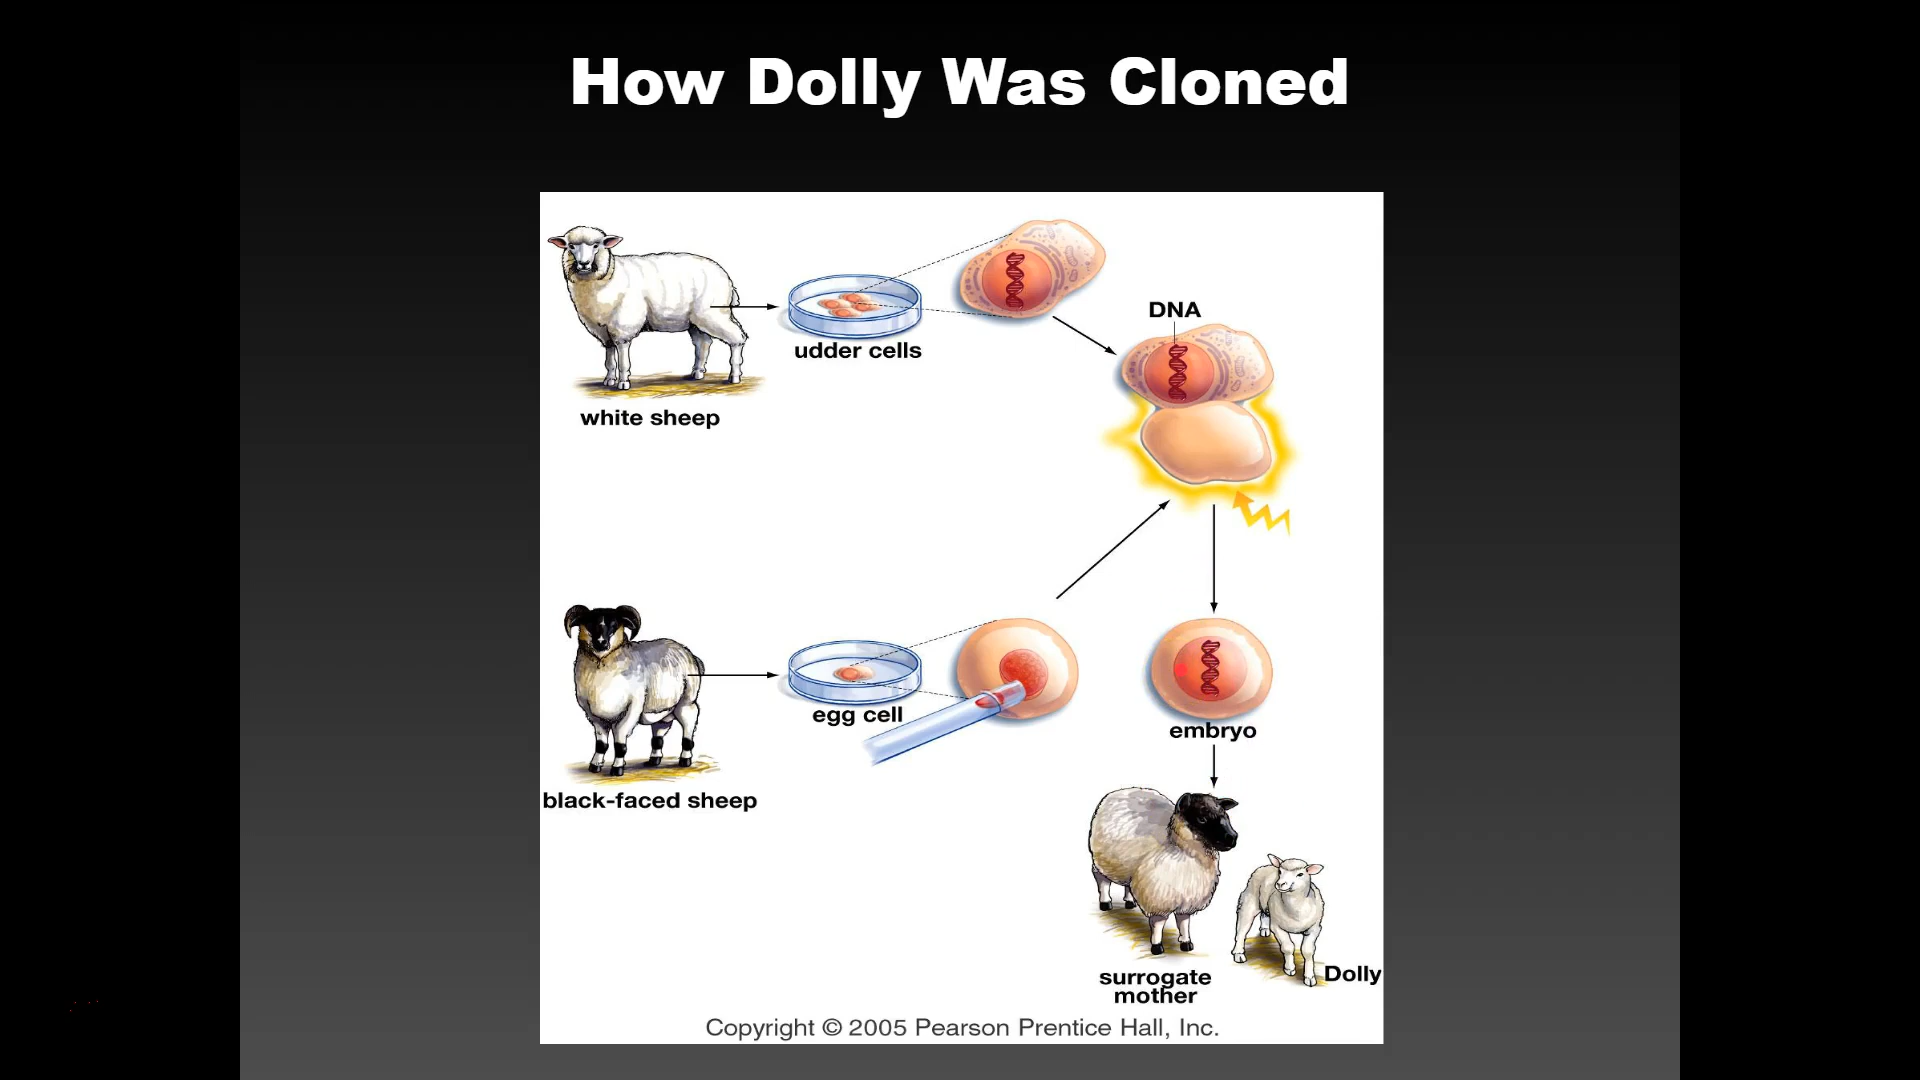 How Dolly Was Cloned
DNA
udder cells
white sheep
egg cell
embryo
black-faced sheep
surrogate
mother
Dolly
Copyright © 2005 Pearson Prentice Hall, Inc.